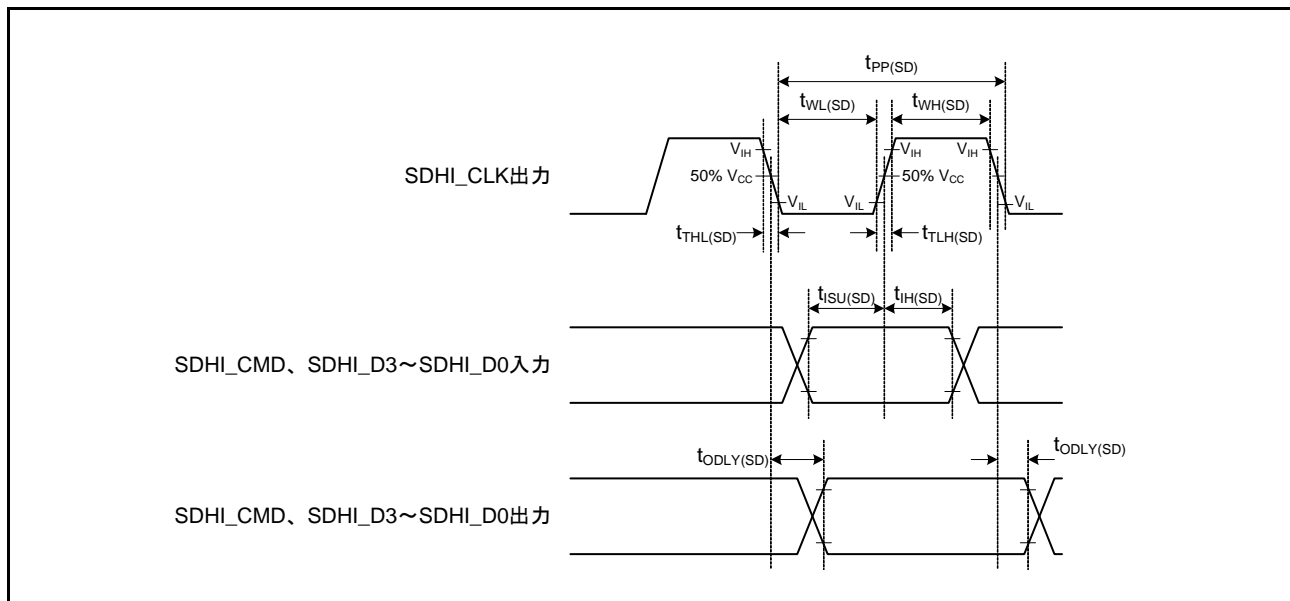 tPP(SD)
tWL(SD) tWH(SD)
VIH VIH VIH
SDHI_CLK出力 50% VCC 50% VCC
VIL VIL VIL
tTHL(SD) tTLH(SD)
tISU(SD) tIH(SD)
SDHI_CMD、SDHI_D3～SDHI_D0入力
tODLY(SD) tODLY(SD)
SDHI_CMD、SDHI_D3～SDHI_D0出力